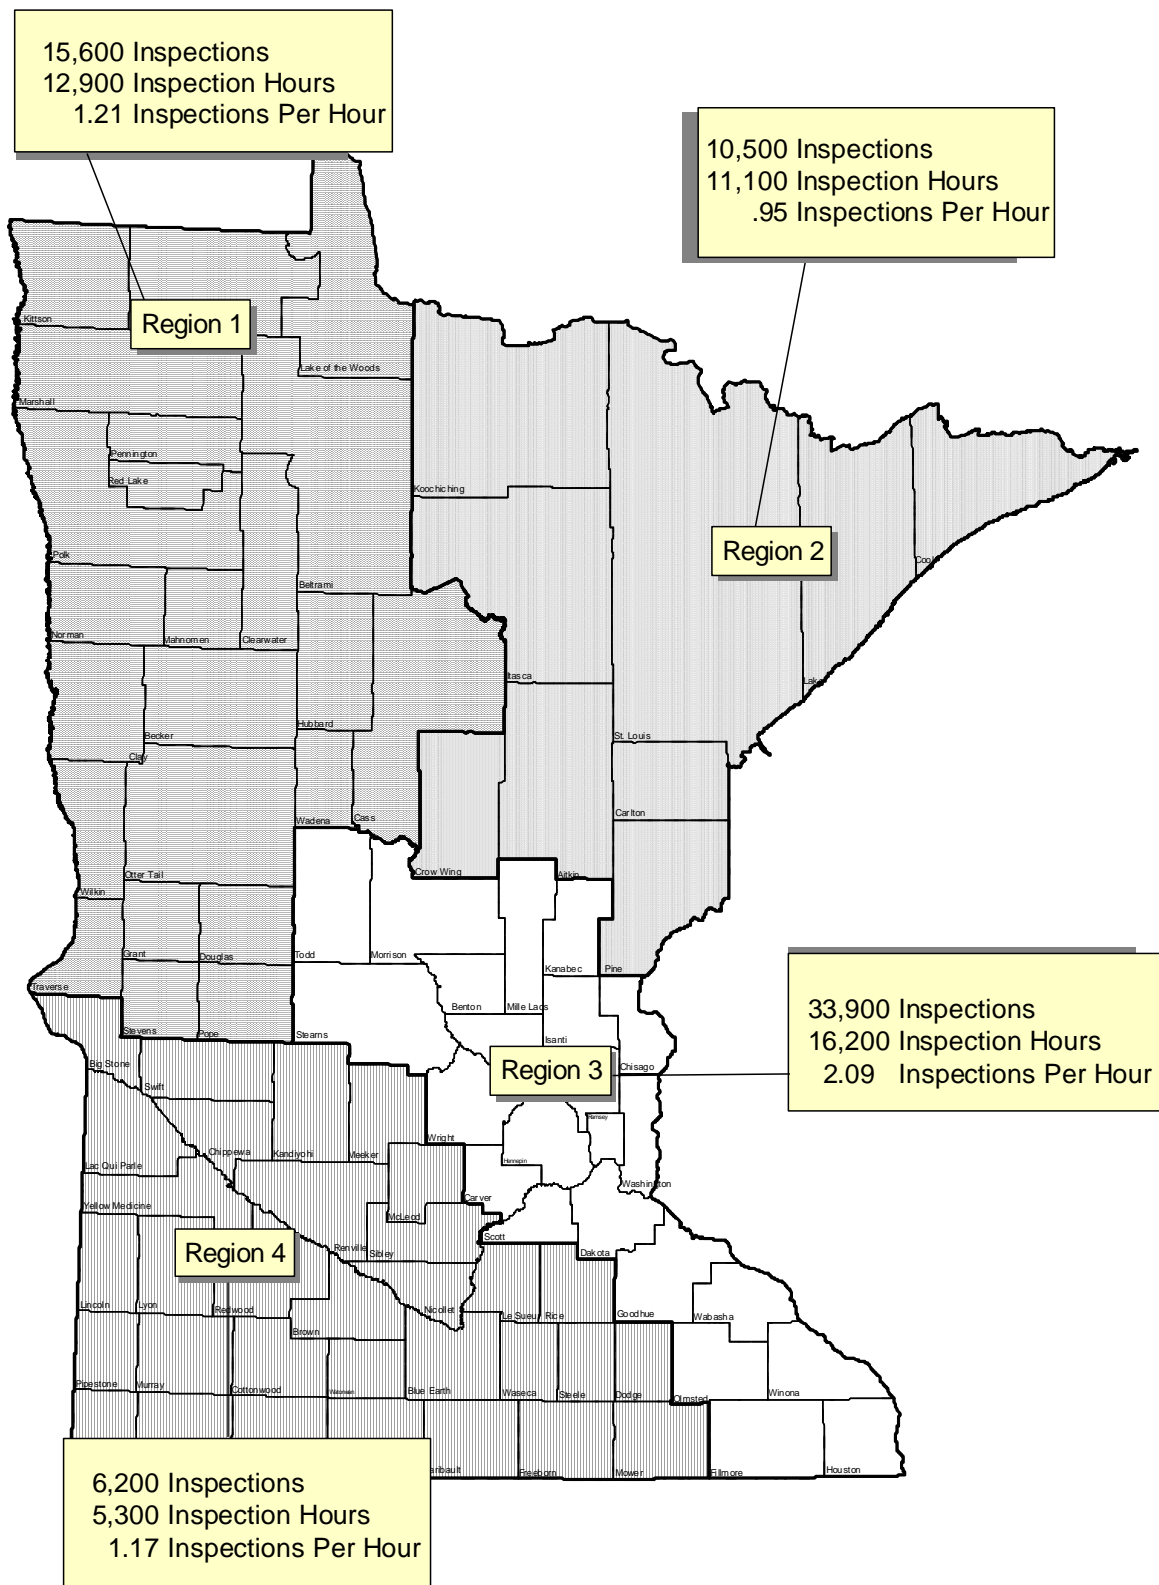 15,600 Inspections
12,900 Inspection Hours
1.21 Inspections Per Hour
10,500 Inspections
11,100 Inspection Hours
.95 Inspections Per Hour
Region 1
Kittson
Lake of the Woods
Marshall
Pennington
Red Lake
Koochiching
Region 2
Polk
Beltrami
Cook
Norman
Mahnomen
Clearwater
Itasca
Lake
Hubbard
Becker
St. Louis
Clay
Carlton
Wadena
Cass
Otter Tail
Crow Wing
Aitkin
Wilkin
Grant
Douglas
Todd
Morrison
Kanabec
Pine
Traverse
Benton
Mille Lacs
33,900 Inspections
16,200 Inspection Hours
2.09 Inspections Per Hour
Stevens
Pope
Stearns
Isanti
Region 3
Chisago
Big Stone
Swift
Ramsey
Wright
Chippewa
Kandiyohi
Meeker
Hennepin
Lac Qui Parle
Washington
Yellow Medicine
Carver
McLeod
Region 4
Renville
Sibley
Scott
Dakota
Lincoln
Lyon
Redwood
Nicollet
Le Sueur
Rice
Goodhue
Wabasha
Brown
Pipestone
Murray
Cottonwood
Watonwan
Blue Earth
Waseca
Steele
Dodge
Olmsted
Winona
aribault
Freeborn
Mower
Fillmore
Houston
6,200 Inspections
5,300 Inspection Hours
1.17 Inspections Per Hour